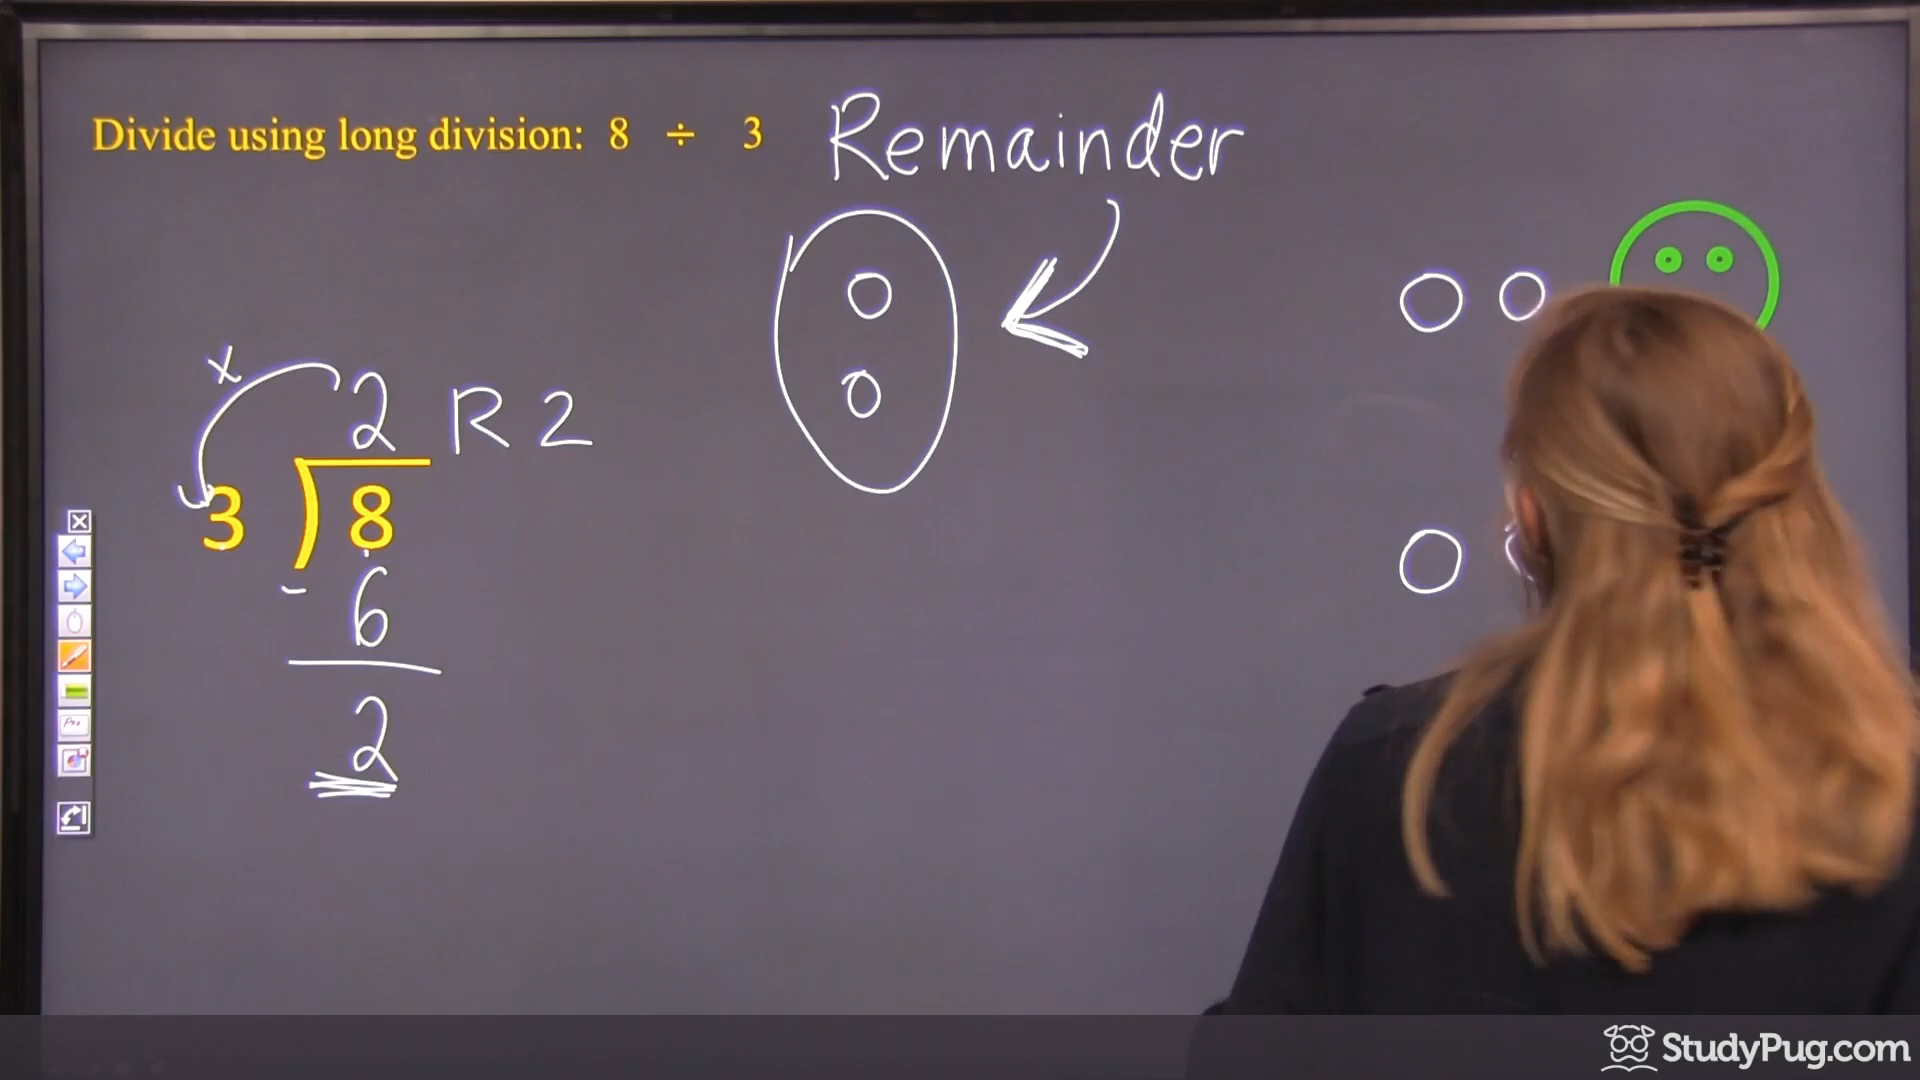 Divide using long division: 8 ÷ 3
Remainder
x
2 R 2
3 ) 8
- 6
2
StudyPug.com